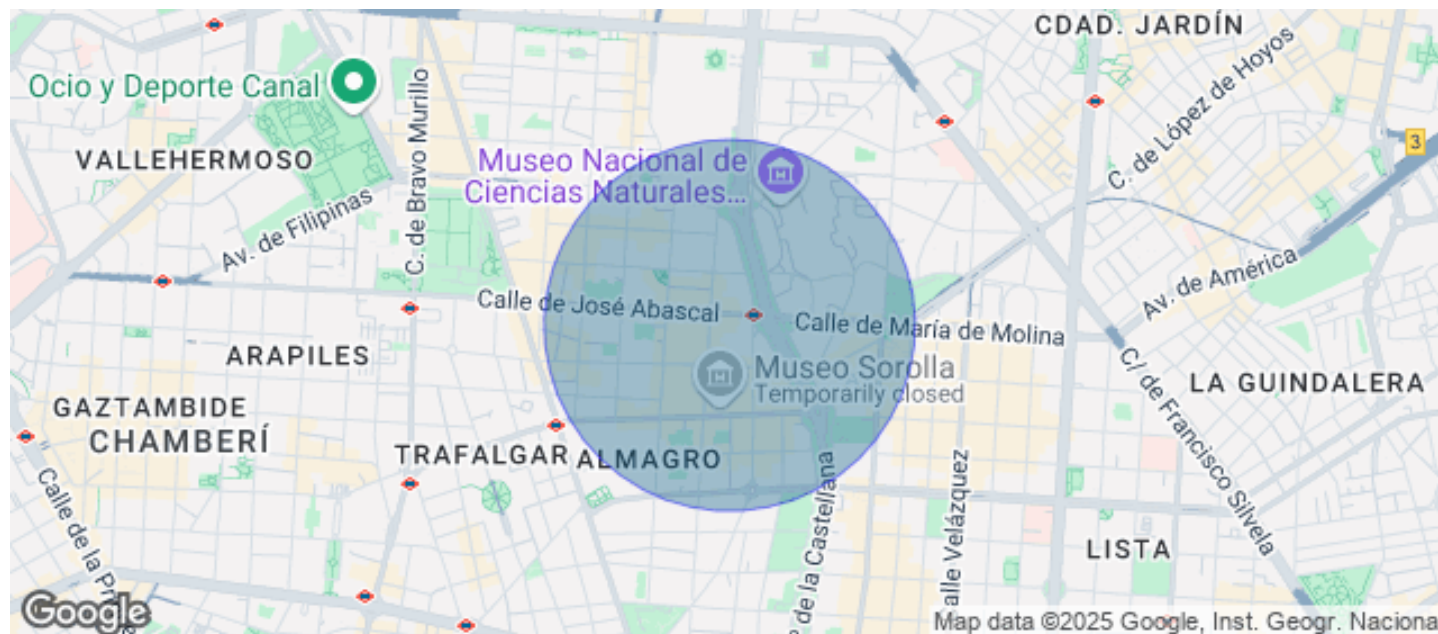 CDAD. JARDÍN
Ocio y Deporte Canal
C. de López de Hoyos
3
VALLEHERMOSO
C. de Bravo Murillo
Museo Nacional de
Ciencias Naturales...
Av. de Filipinas
Av. de América
Calle de José Abascal
Calle de María de Molina
ARAPILES
Museo Sorolla
Temporarily closed
C/ de Francisco Silvela
LA GUINDALERA
GAZTAMBIDE
CHAMBERÍ
TRAFALGAR
ALMAGRO
Calle de la Pr
º de la Castellana
alle Velázquez
LISTA
Google
Map data ©2025 Google, Inst. Geogr. Naciona